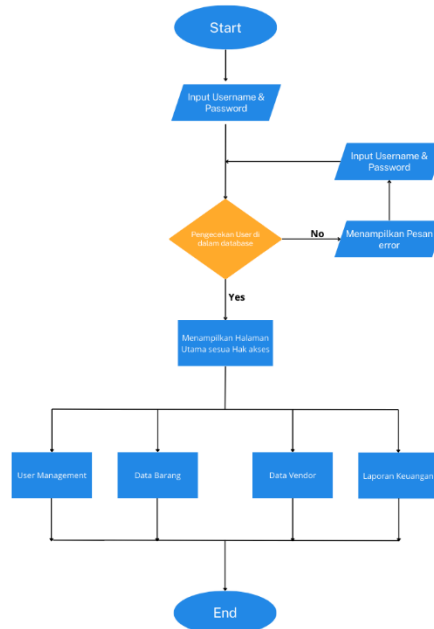 Start
Input Username &
Password
Input Username &
Password
Pengecekan User di
dalam database
No
Menampilkan Pesan
error
Yes
Menampilkan Halaman
Utama sesua Hak akses
User Management
Data Barang
Data Vendor
Laporan Keuangan
End